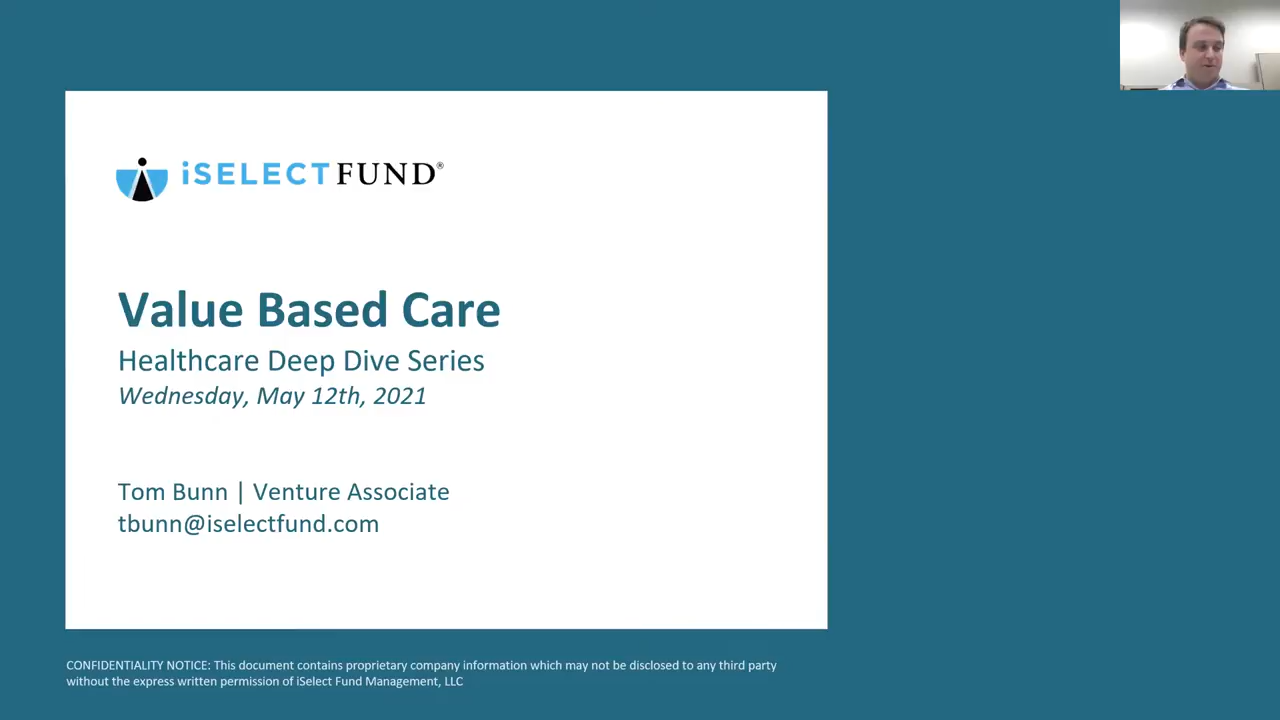 iSELECTFUND®
Value Based Care
Healthcare Deep Dive Series
Wednesday, May 12th, 2021
Tom Bunn | Venture Associate
tbunn@iselectfund.com
CONFIDENTIALITY NOTICE: This document contains proprietary company information which may not be disclosed to any third party
without the express written permission of iSelect Fund Management, LLC